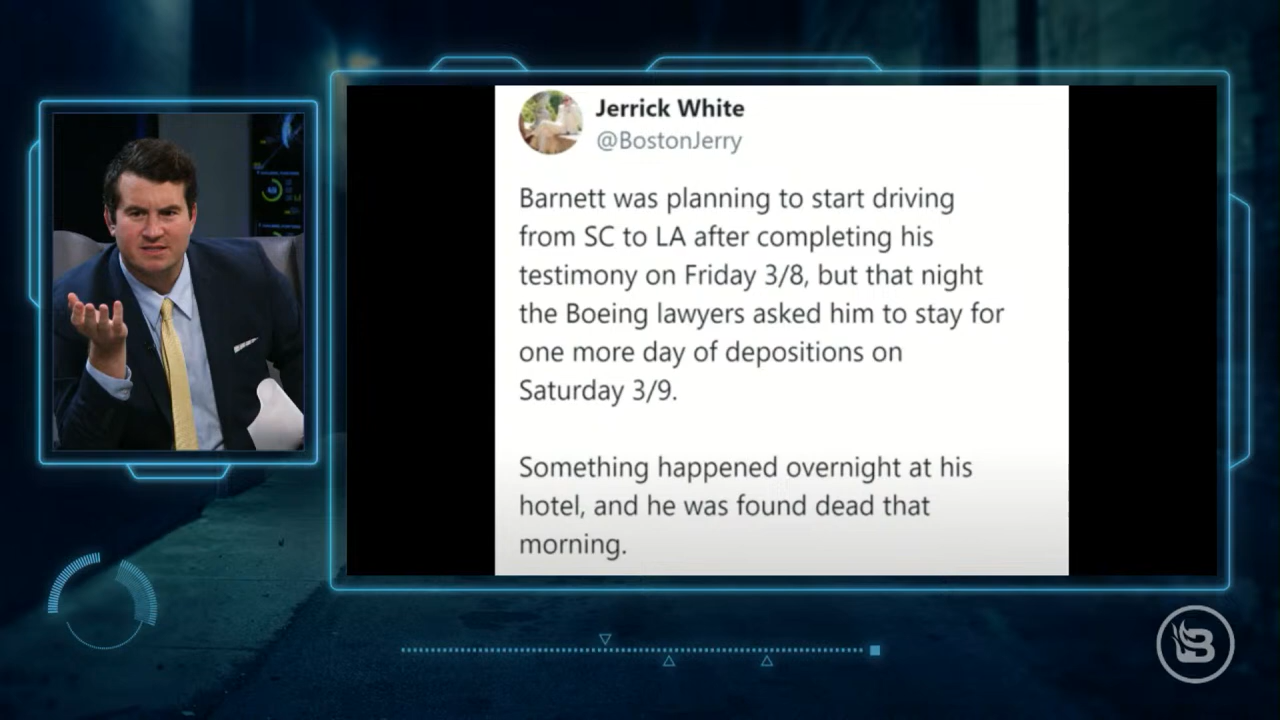 Jerrick White
@BostonJerry
Barnett was planning to start driving
from SC to LA after completing his
testimony on Friday 3/8, but that night
the Boeing lawyers asked him to stay for
one more day of depositions on
Saturday 3/9.
Something happened overnight at his
hotel, and he was found dead that
morning.
B